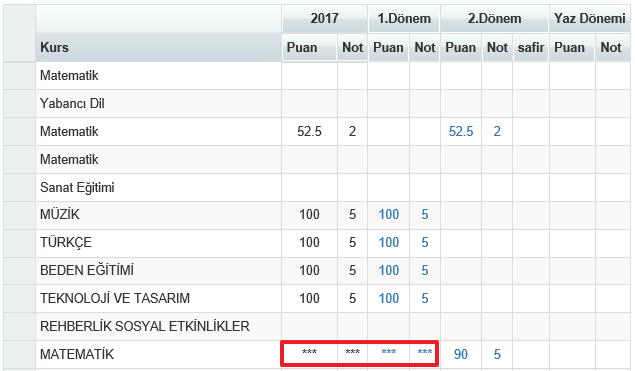 2017 1.Dönem 2.Dönem Yaz Dönemi
Kurs Puan Not Puan Not Puan Not safir Puan Not
Matematik
Yabancı Dil
Matematik 52.5 2 52.5 2
Matematik
Sanat Eğitimi
MÜZİK 100 5 100 5
TÜRKÇE 100 5 100 5
BEDEN EĞİTİMİ 100 5 100 5
TEKNOLOJİ VE TASARIM 100 5 100 5
REHBERLİK SOSYAL ETKİNLİKLER
MATEMATİK *** *** *** *** 90 5